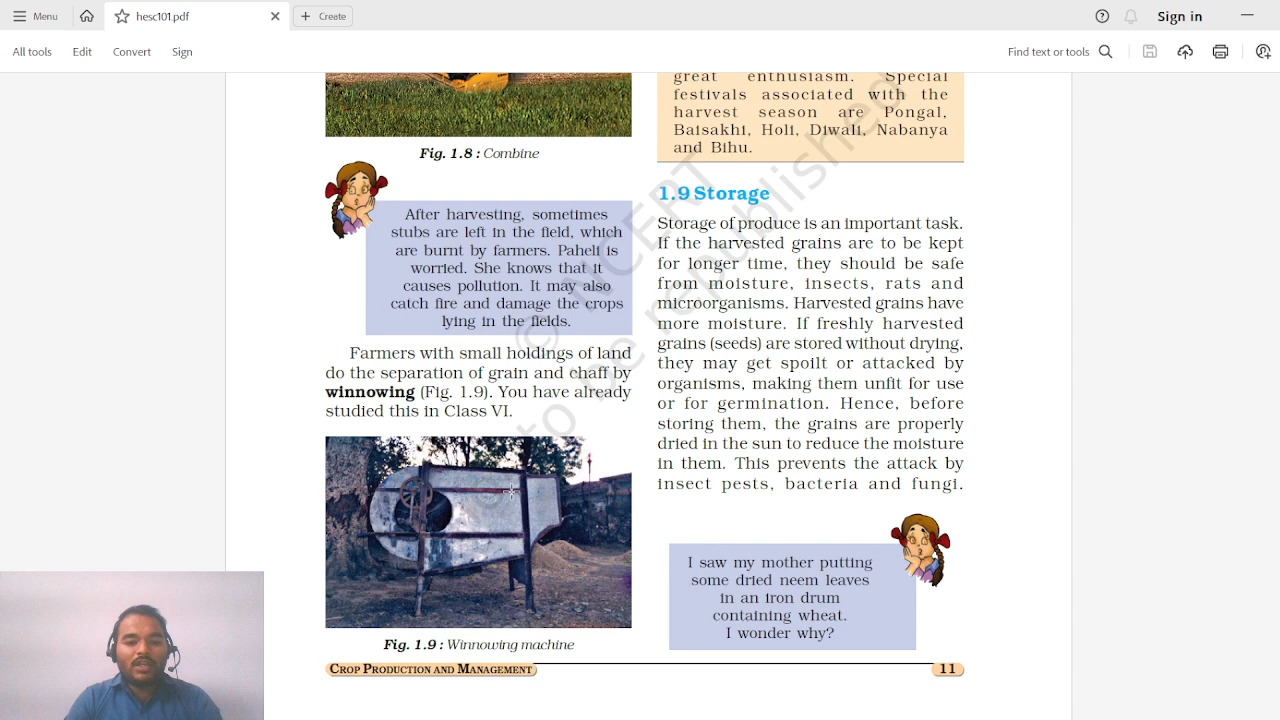 Menu
hesc101.pdf
Create
Sign in
All tools
Edit
Convert
Sign
Find text or tools
Fig. 1.8 : Combine
After harvesting, sometimes
stubs are left in the field, which
are burnt by farmers. Paheli is
worried. She knows that it
causes pollution. It may also
catch fire and damage the crops
lying in the fields.
Farmers with small holdings of land
do the separation of grain and chaff by
winnowing (Fig. 1.9). You have already
studied this in Class VI.
Fig. 1.9 : Winnowing machine
great enthusiasm. Special
festivals associated with the
harvest season are Pongal,
Baisakhi, Holi, Diwali, Nabanya
and Bihu.
1.9 Storage
Storage of produce is an important task.
If the harvested grains are to be kept
for longer time, they should be safe
from moisture, insects, rats and
microorganisms. Harvested grains have
more moisture. If freshly harvested
grains (seeds) are stored without drying,
they may get spoilt or attacked by
organisms, making them unfit for use
or for germination. Hence, before
storing them, the grains are properly
dried in the sun to reduce the moisture
in them. This prevents the attack by
insect pests, bacteria and fungi.
I saw my mother putting
some dried neem leaves
in an iron drum
containing wheat.
I wonder why?
CROP PRODUCTION AND MANAGEMENT
11
© NCERT
to be republished